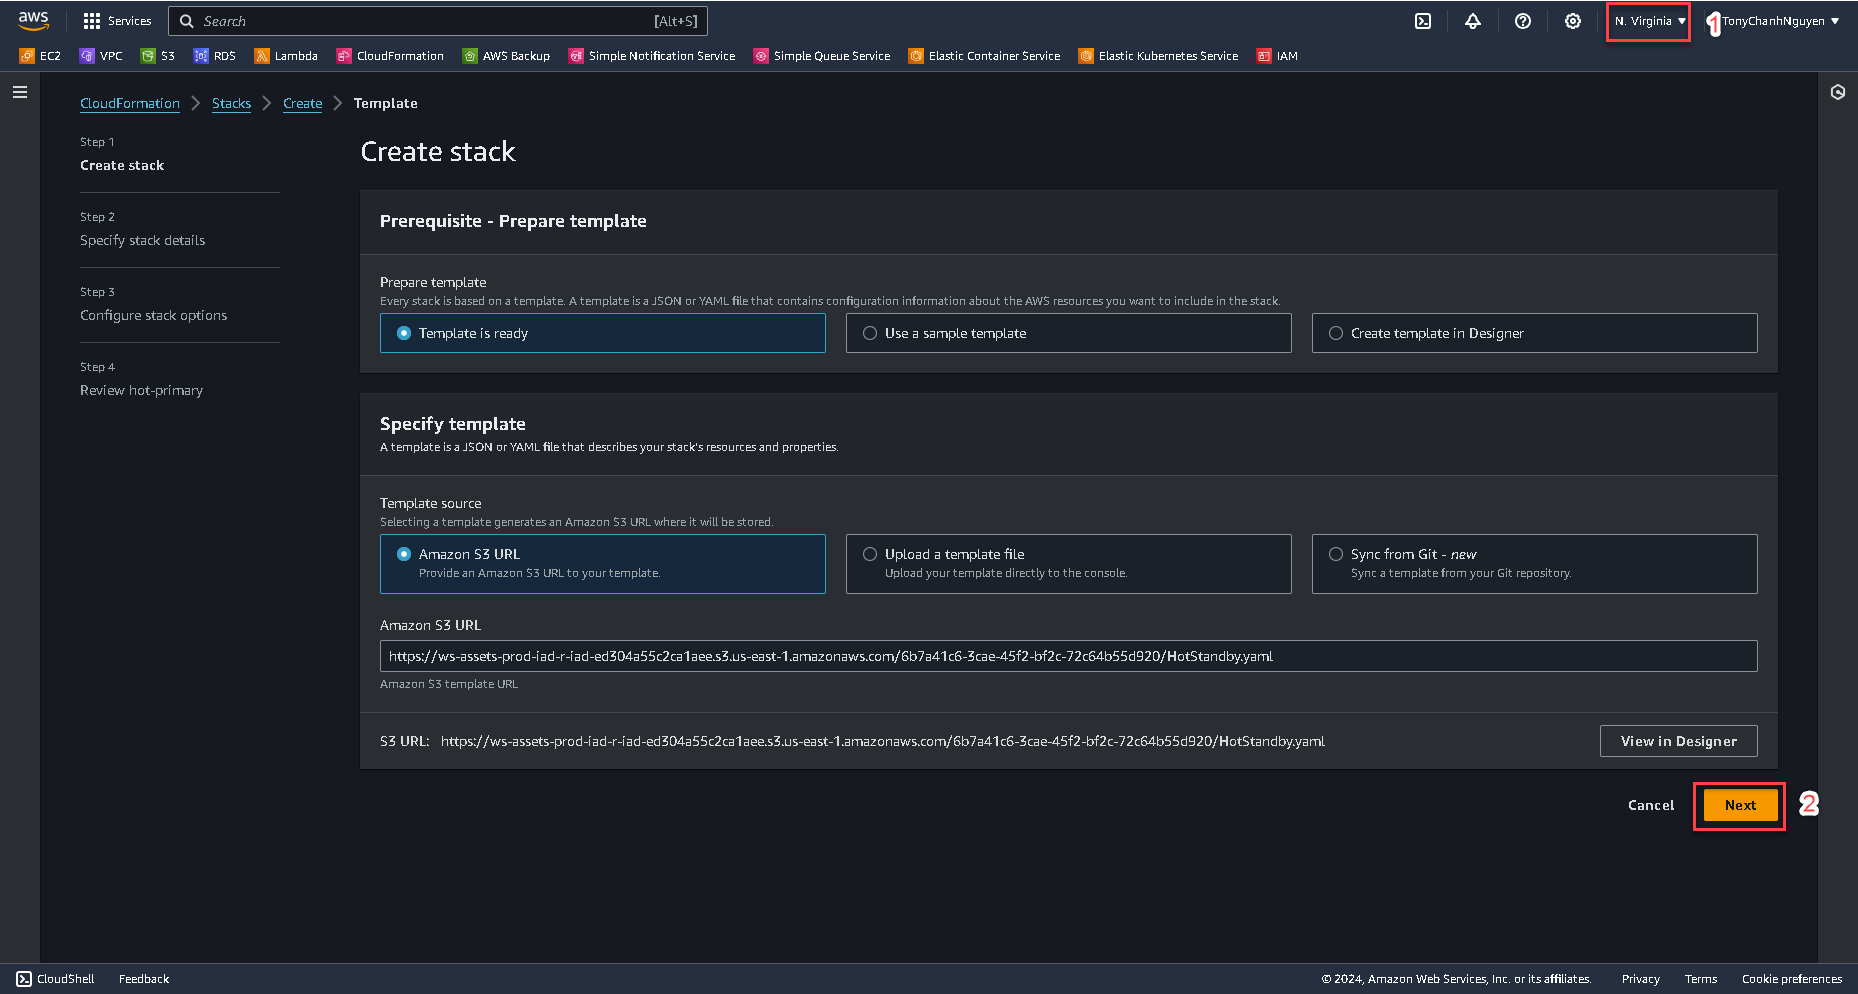 aws Services Search [Alt+S] N. Virginia 1 TonyChanhNguyen
EC2 VPC S3 RDS Lambda CloudFormation AWS Backup Simple Notification Service Simple Queue Service Elastic Container Service Elastic Kubernetes Service IAM
CloudFormation Stacks Create Template
Step 1
Create stack
Step 2
Specify stack details
Step 3
Configure stack options
Step 4
Review hot-primary
Create stack
Prerequisite - Prepare template
Prepare template
Every stack is based on a template. A template is a JSON or YAML file that contains configuration information about the AWS resources you want to include in the stack.
Template is ready Use a sample template Create template in Designer
Specify template
A template is a JSON or YAML file that describes your stack's resources and properties.
Template source
Selecting a template generates an Amazon S3 URL where it will be stored.
Amazon S3 URL Upload a template file Sync from Git - new
Provide an Amazon S3 URL to your template. Upload your template directly to the console. Sync a template from your Git repository.
Amazon S3 URL
https://ws-assets-prod-iad-r-iad-ed304a55c2ca1aee.s3.us-east-1.amazonaws.com/6b7a41c6-3cae-45f2-bf2c-72c64b55d920/HotStandby.yaml
Amazon S3 template URL
S3 URL: https://ws-assets-prod-iad-r-iad-ed304a55c2ca1aee.s3.us-east-1.amazonaws.com/6b7a41c6-3cae-45f2-bf2c-72c64b55d920/HotStandby.yaml View in Designer
Cancel Next 2
CloudShell Feedback © 2024, Amazon Web Services, Inc. or its affiliates. Privacy Terms Cookie preferences